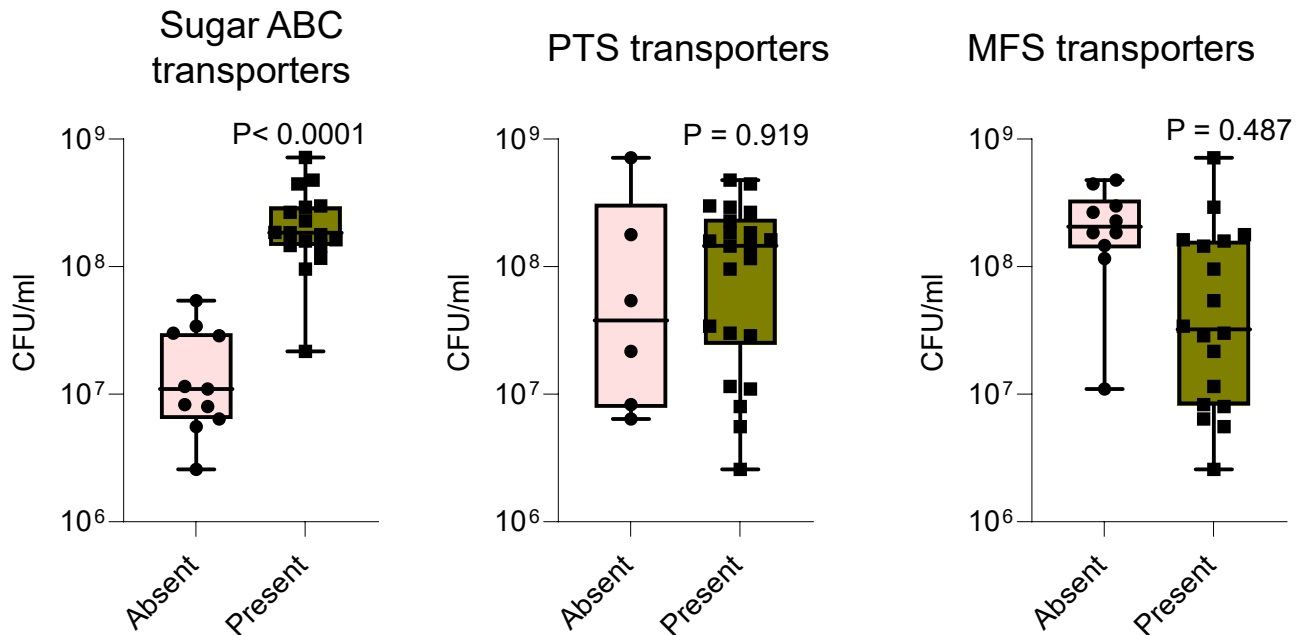 Sugar ABC
transporters
P< 0.0001
10⁹
10⁸
10⁷
10⁶
CFU/ml
Absent
Present
PTS transporters
P = 0.919
10⁹
10⁸
10⁷
10⁶
CFU/ml
Absent
Present
MFS transporters
P = 0.487
10⁹
10⁸
10⁷
10⁶
CFU/ml
Absent
Present